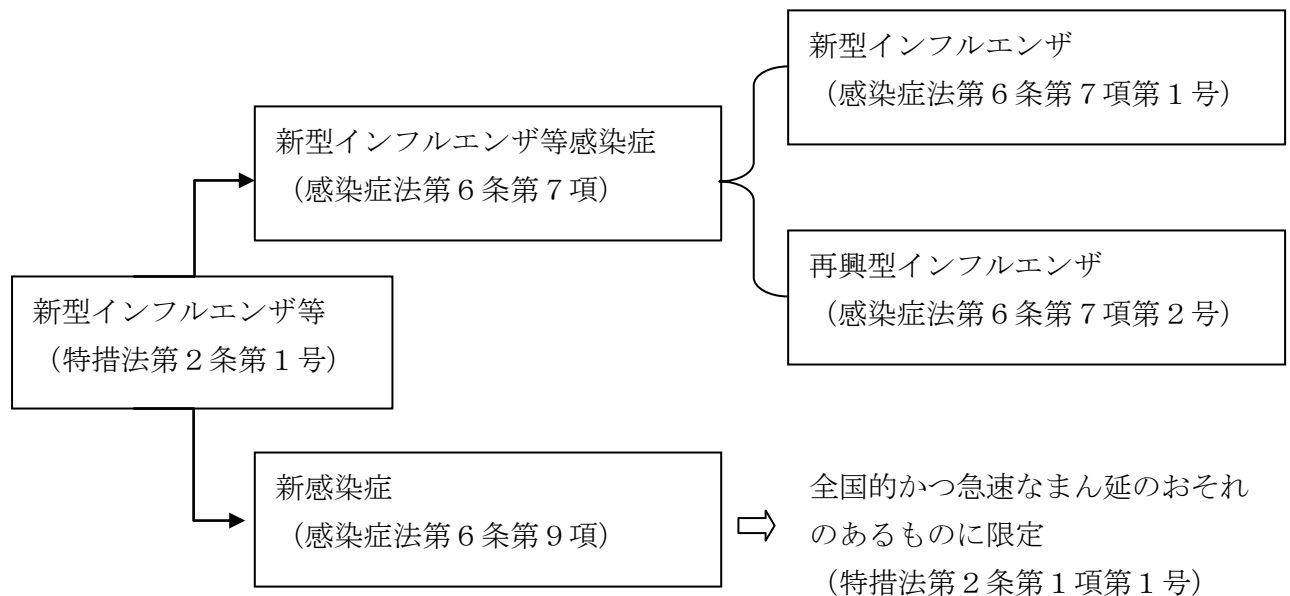 新型インフルエンザ
（感染症法第６条第７項第１号）
新型インフルエンザ等感染症
（感染症法第６条第７項）
再興型インフルエンザ
（感染症法第６条第７項第２号）
新型インフルエンザ等
（特措法第２条第１号）
新感染症
（感染症法第６条第９項）
全国的かつ急速なまん延のおそれ
のあるものに限定
（特措法第２条第１項第１号）